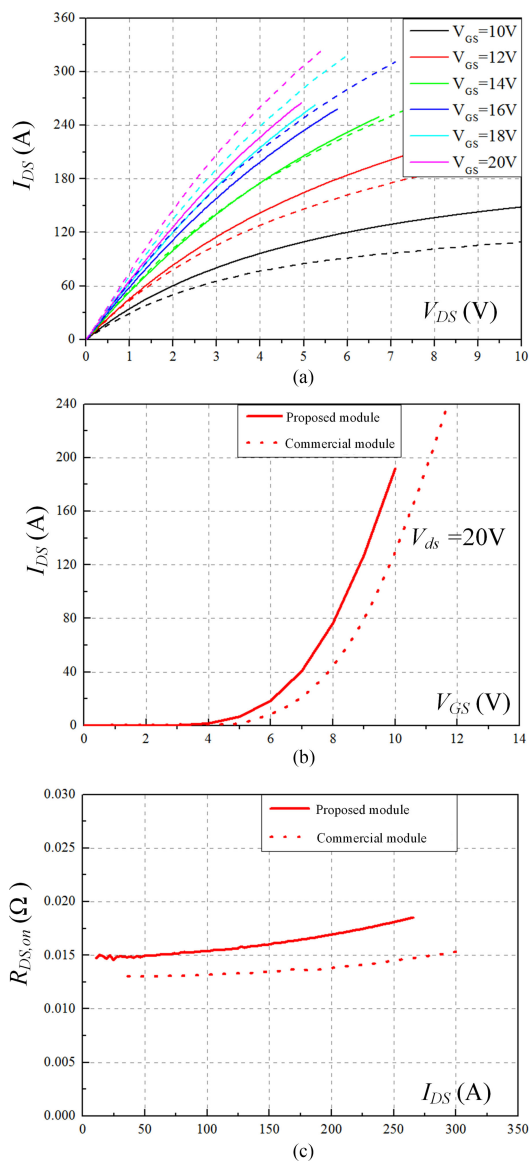 360
300
240
180
120
60
0
I_DS (A)
V_GS=10V
V_GS=12V
V_GS=14V
V_GS=16V
V_GS=18V
V_GS=20V
V_DS (V)
0 1 2 3 4 5 6 7 8 9 10
(a)
240
200
160
120
80
40
0
I_DS (A)
Proposed module
Commercial module
V_ds =20V
V_GS (V)
0 2 4 6 8 10 12 14
(b)
0.030
0.025
0.020
0.015
0.010
0.005
0.000
R_DS,on (Ω)
Proposed module
Commercial module
I_DS (A)
0 50 100 150 200 250 300 350
(c)